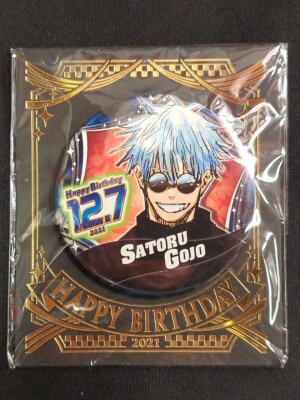 Happy Birthday
12.7
2021
SATORU
GOJO
HAPPY BIRTHDAY
2021